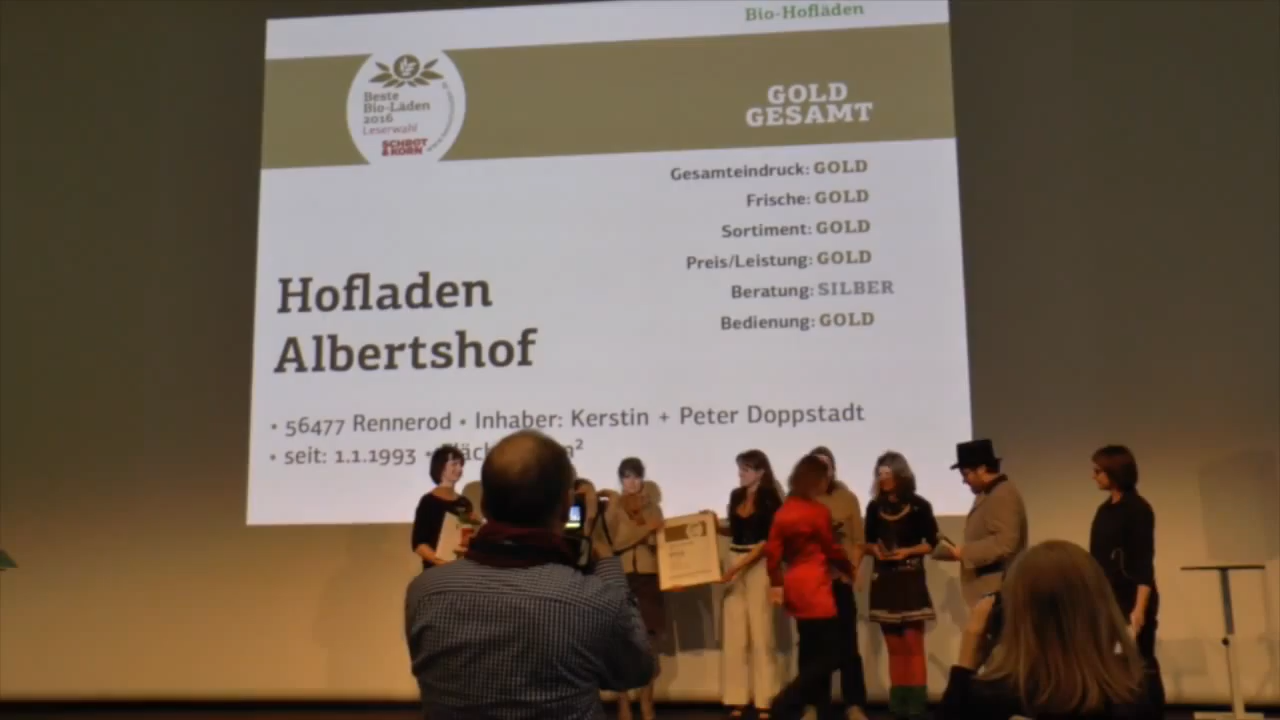 Bio-Hofläden
Beste
Bio-Läden
2016
Leserwahl
SCHROT
&KORN
GOLD
GESAMT
Gesamteindruck: GOLD
Frische: GOLD
Sortiment: GOLD
Preis/Leistung: GOLD
Beratung: SILBER
Bedienung: GOLD
Hofladen
Albertshof
• 56477 Rennerod • Inhaber: Kerstin + Peter Doppstadt
• seit: 1.1.1993 •